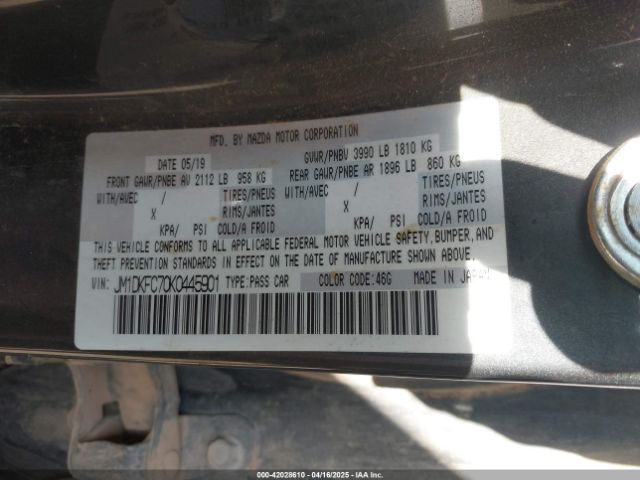 MFD. BY MAZDA MOTOR CORPORATION
DATE 05/19 GVWR/PNBV 3990 LB 1810 KG
FRONT GAWR/PNBE AV 2112 LB 958 KG REAR GAWR/PNBE AR 1896 LB 860 KG
WITH/AVEC / TIRES/PNEUS WITH/AVEC / TIRES/PNEUS
X RIMS/JANTES X RIMS/JANTES
KPA/ PSI COLD/A FROID KPA/ PSI COLD/A FROID
THIS VEHICLE CONFORMS TO ALL APPLICABLE FEDERAL MOTOR VEHICLE SAFETY, BUMPER, AND
THEFT PREVENTION STANDARDS IN EFFECT ON THE DATE OF MANUFACTURE SHOWN ABOVE.
VIN: JM1DKFC70K0445901 TYPE:PASS CAR COLOR CODE:46G MADE IN JAPAN
000-42028610 - 04/16/2025 - IAA Inc.